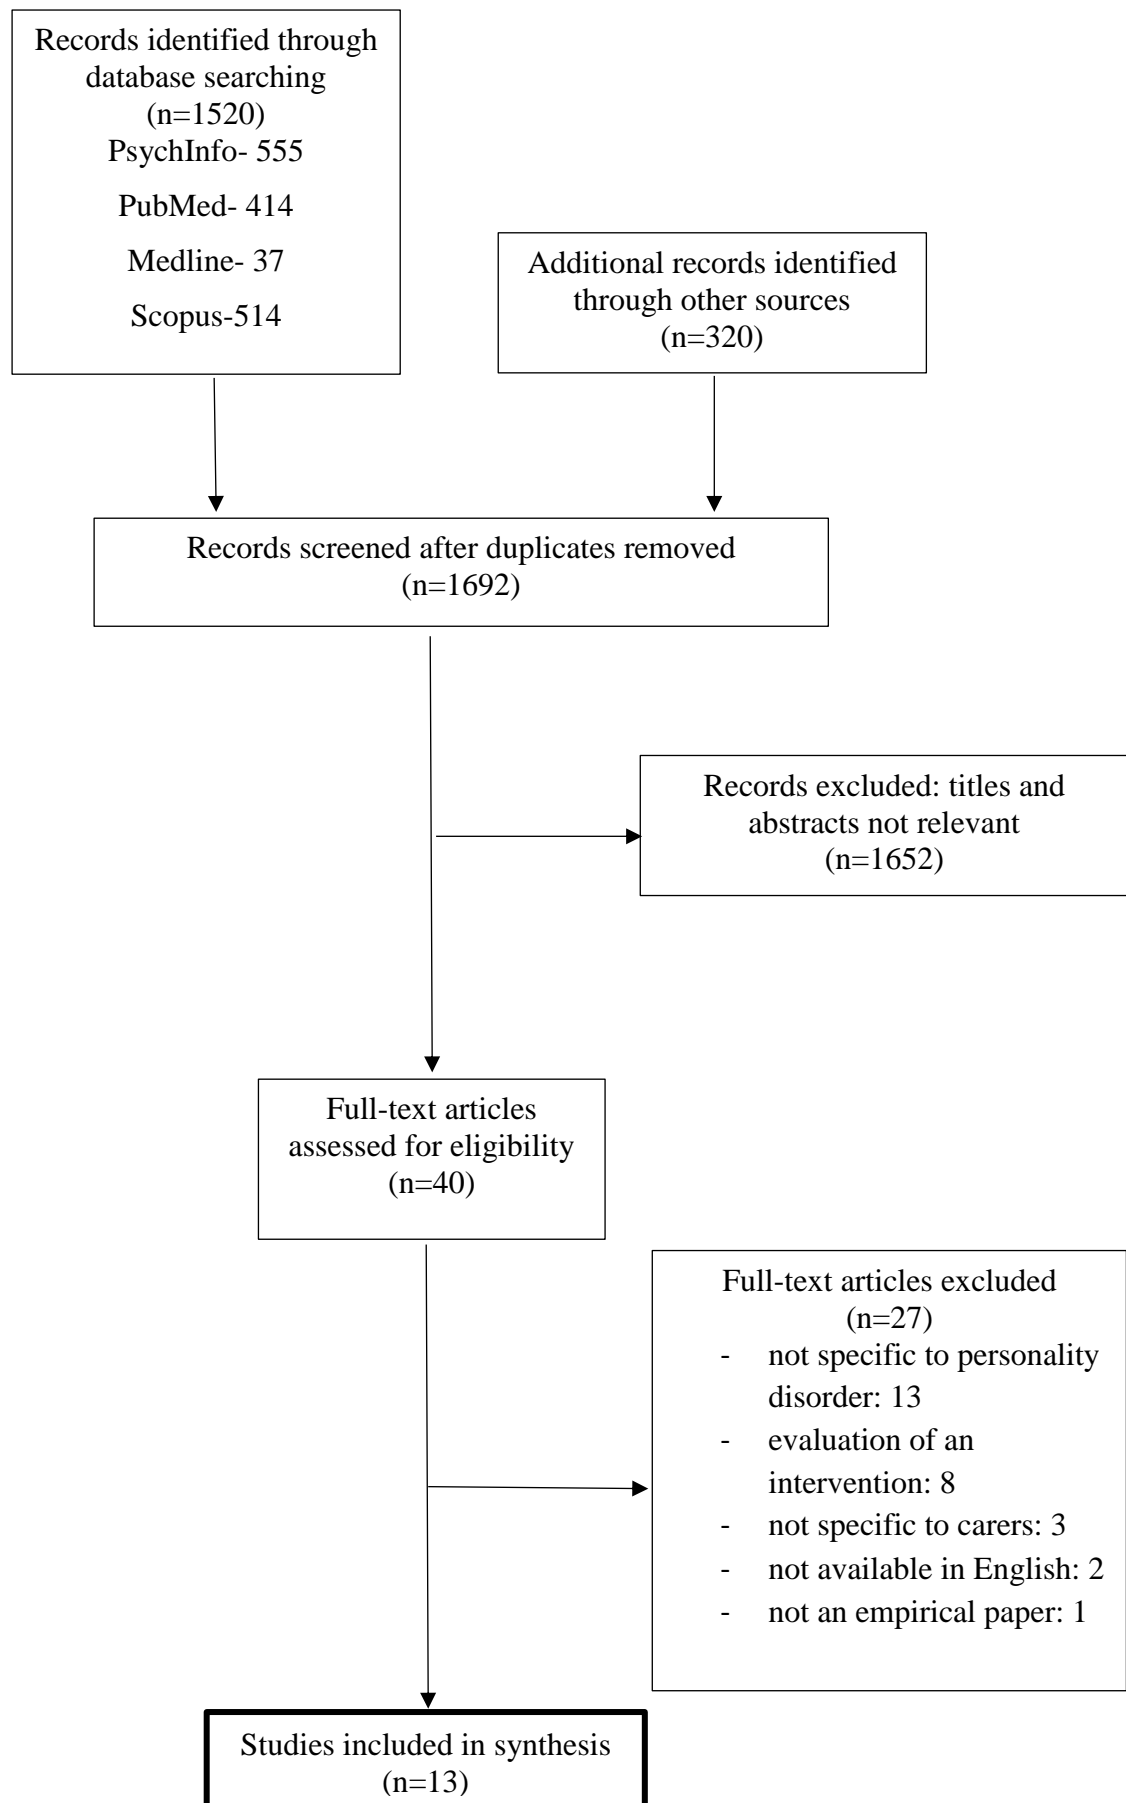 Records identified through
database searching
(n=1520)
PsychInfo- 555
PubMed- 414
Medline- 37
Scopus-514
Additional records identified
through other sources
(n=320)
Records screened after duplicates removed
(n=1692)
Records excluded: titles and
abstracts not relevant
(n=1652)
Full-text articles
assessed for eligibility
(n=40)
Full-text articles excluded
(n=27)
- not specific to personality
disorder: 13
- evaluation of an
intervention: 8
- not specific to carers: 3
- not available in English: 2
- not an empirical paper: 1
Studies included in synthesis
(n=13)